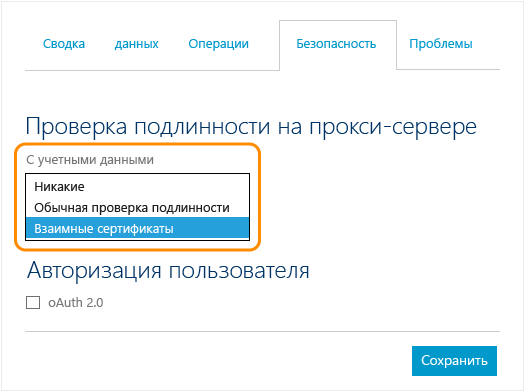 Сводка данных Операции Безопасность Проблемы
Проверка подлинности на прокси-сервере
С учетными данными
Никакие
Обычная проверка подлинности
Взаимные сертификаты
Авторизация пользователя
oAuth 2.0
Сохранить